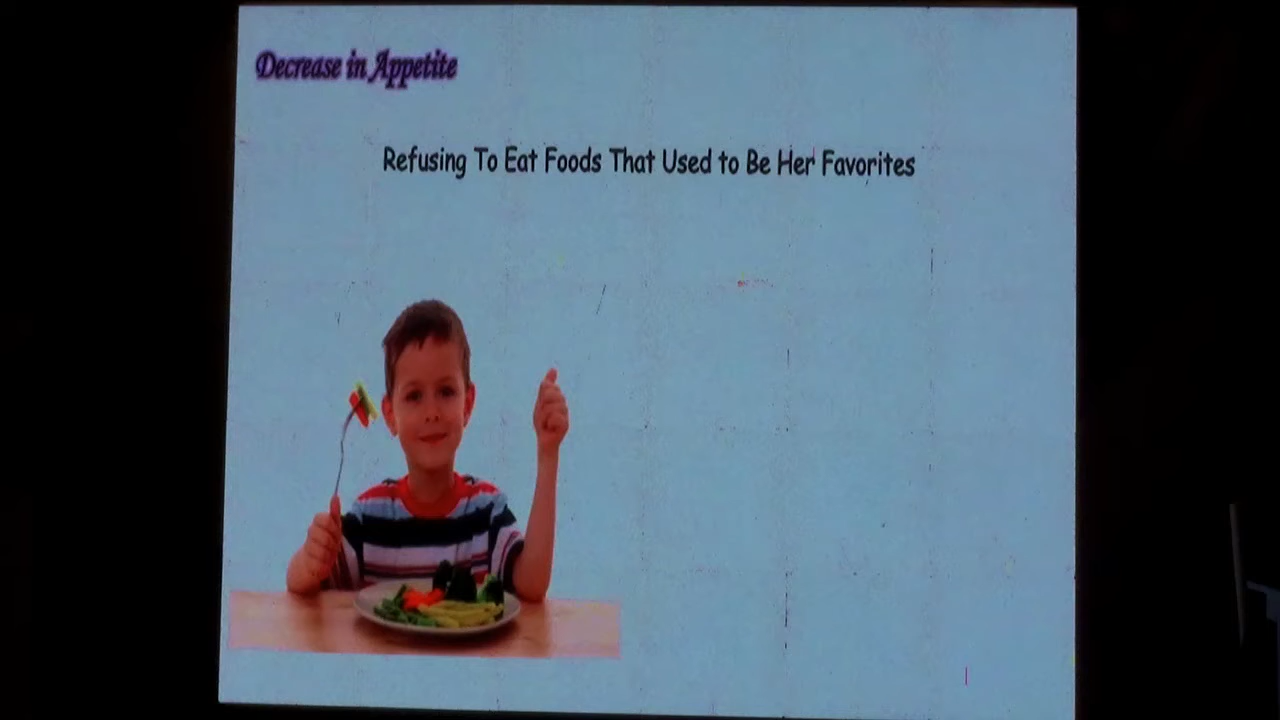 Decrease in Appetite
Refusing To Eat Foods That Used to Be Her Favorites